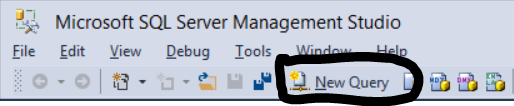 Microsoft SQL Server Management Studio
File Edit View Debug Tools Window Help
New Query